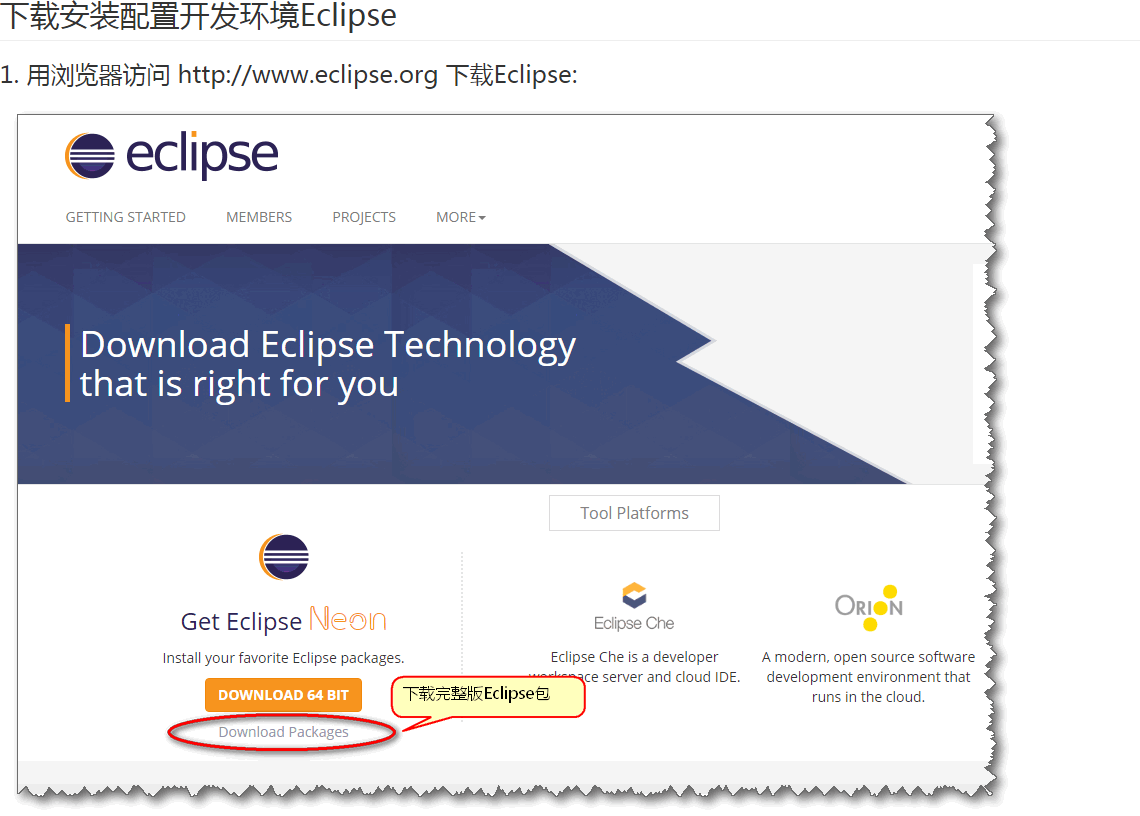 下载安装配置开发环境Eclipse
1. 用浏览器访问 http://www.eclipse.org 下载Eclipse:
eclipse
GETTING STARTED MEMBERS PROJECTS MORE
Download Eclipse Technology
that is right for you
Tool Platforms
Get Eclipse Neon
Install your favorite Eclipse packages.
DOWNLOAD 64 BIT
Download Packages
下载完整版Eclipse包
Eclipse Che
Eclipse Che is a developer
workspace server and cloud IDE.
ORION
A modern, open source software
development environment that
runs in the cloud.